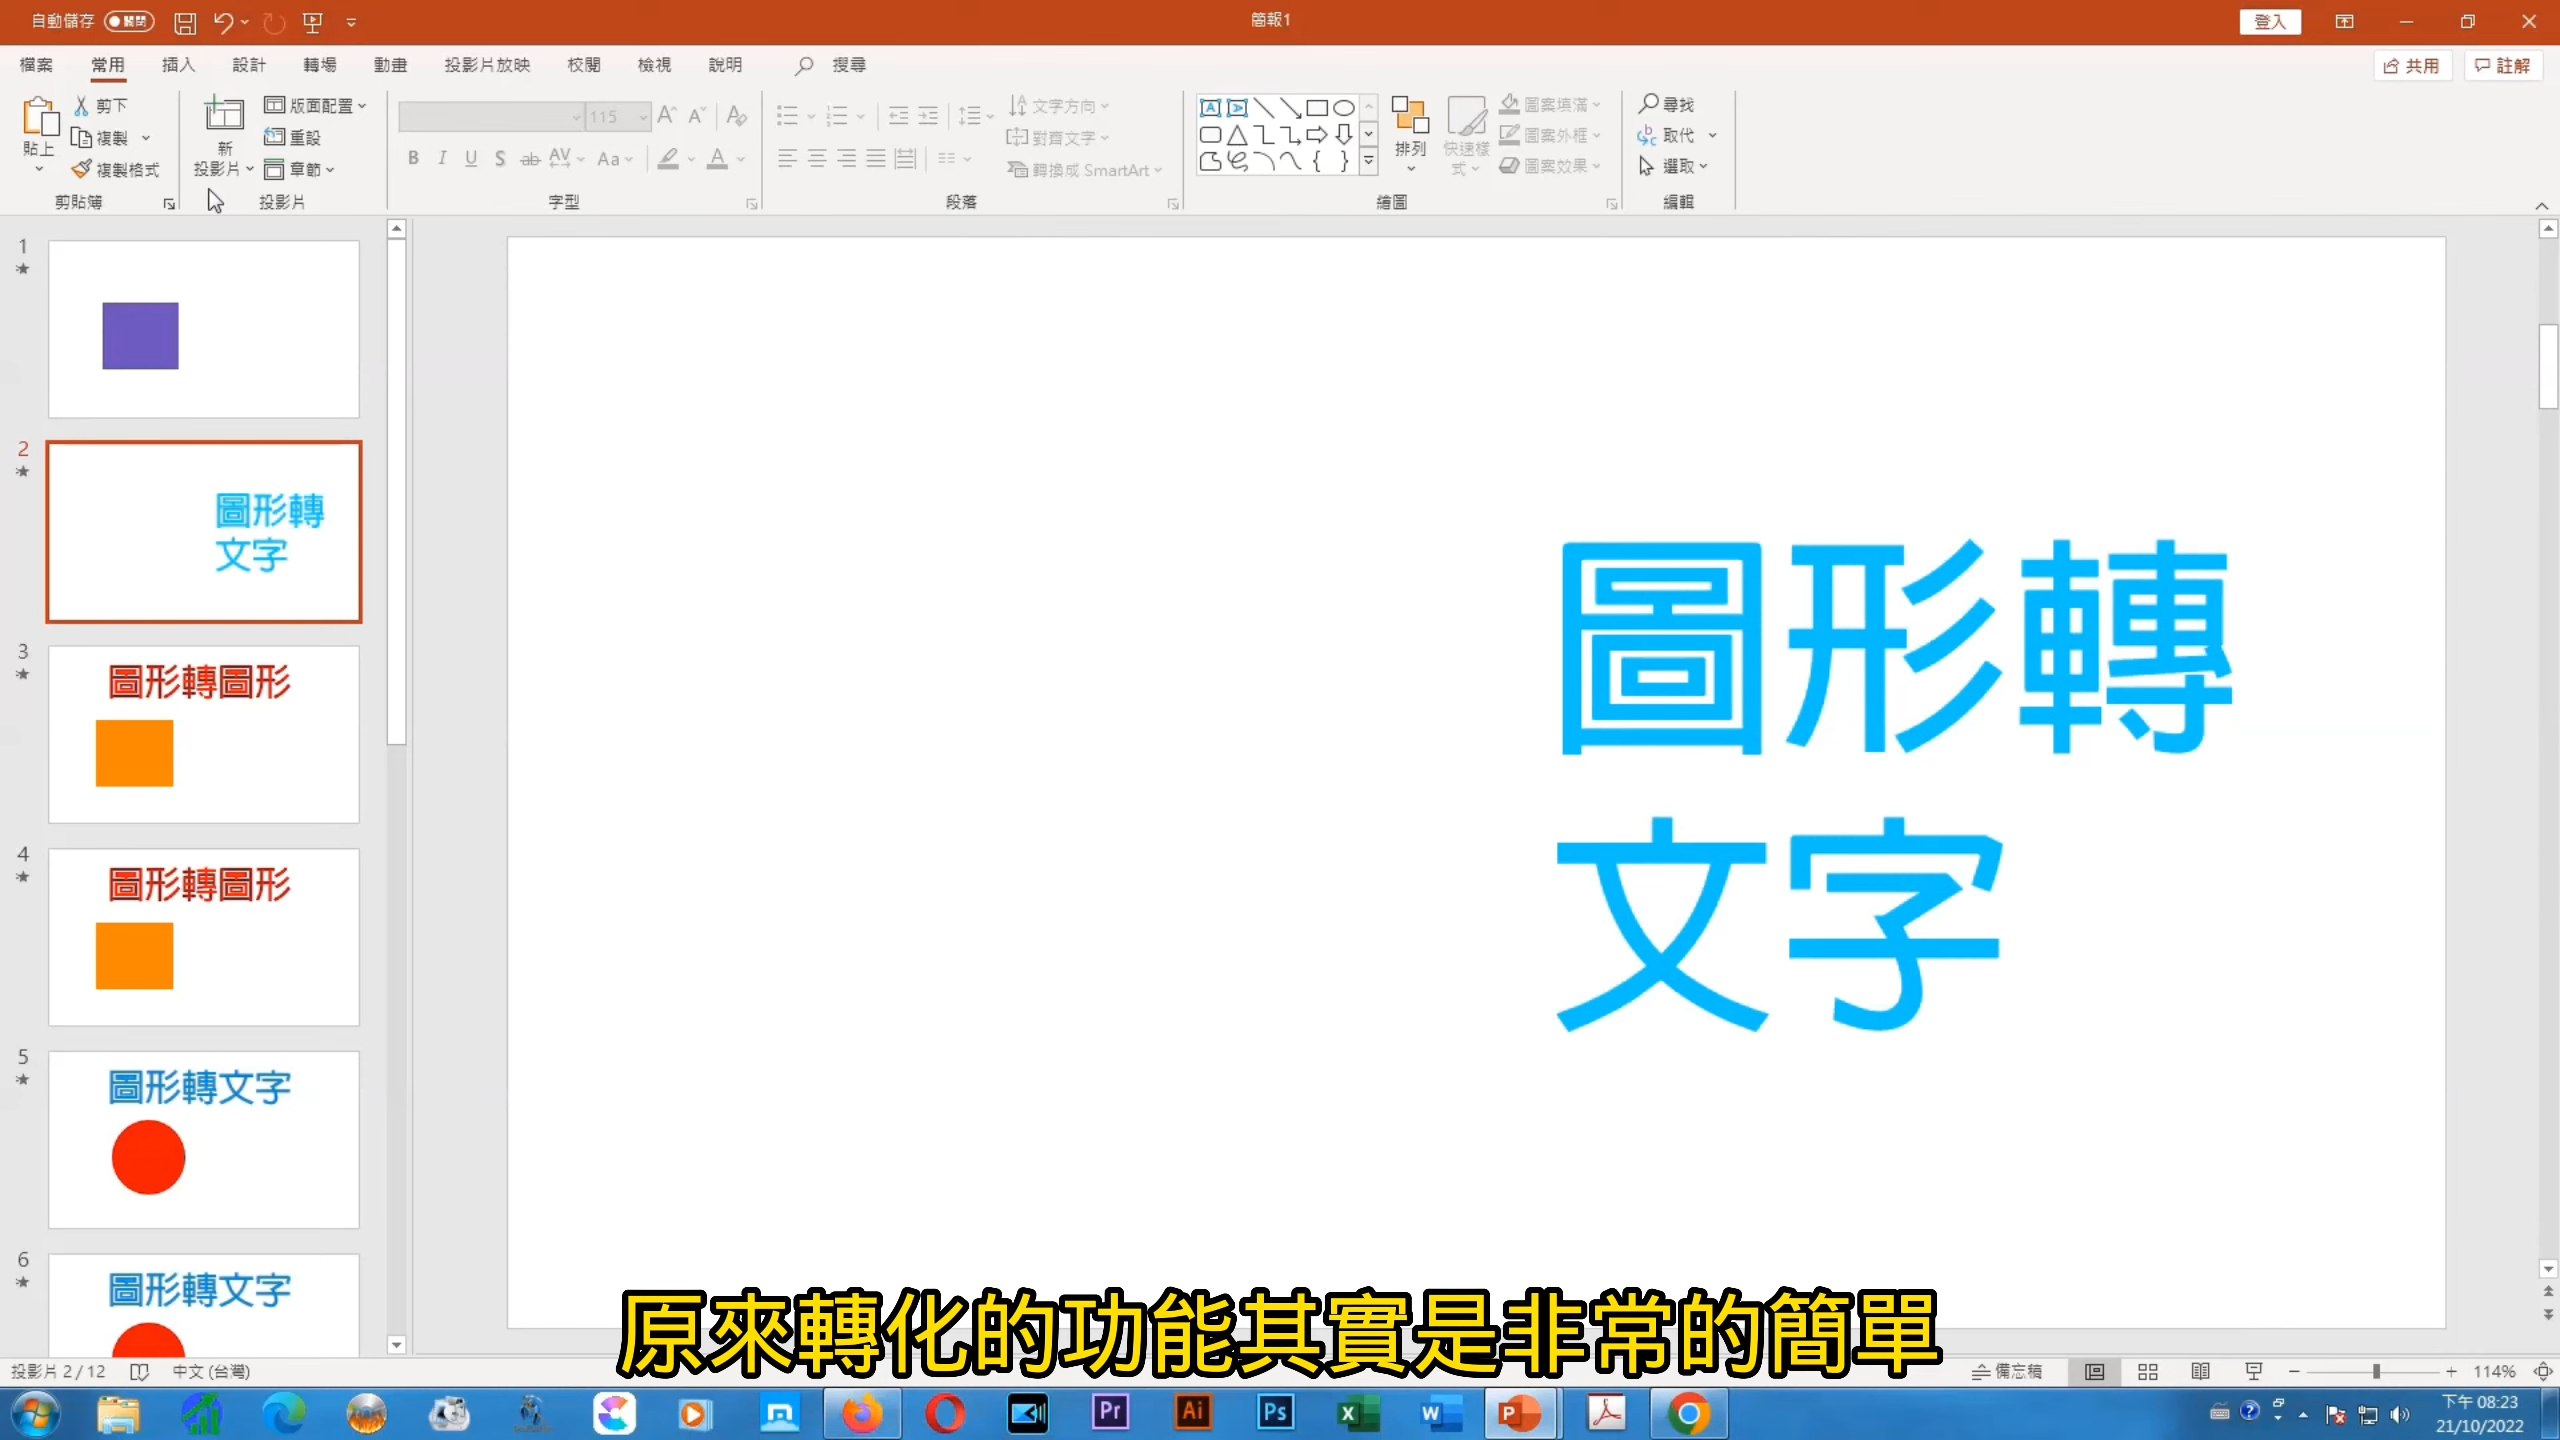 自動儲存 關閉 簡報1 登入
檔案 常用 插入 設計 轉場 動畫 投影片放映 校閱 檢視 說明 搜尋 共用 註解
貼上
剪下
複製
複製格式
剪貼簿
新
投影片
版面配置
重設
章節
投影片
115
B I U S ab AV Aa A
字型
文字方向
對齊文字
轉換成 SmartArt
段落
排列
快速樣
式
圖案填滿
圖案外框
圖案效果
繪圖
尋找
取代
選取
編輯
1
2
圖形轉
文字
3
圖形轉圖形
4
圖形轉圖形
5
圖形轉文字
6
圖形轉文字
圖形轉
文字
原來轉化的功能其實是非常的簡單
投影片 2 / 12 中文 (台灣) 備忘稿 114%
Pr Ai Ps X W P
下午 08:23
21/10/2022